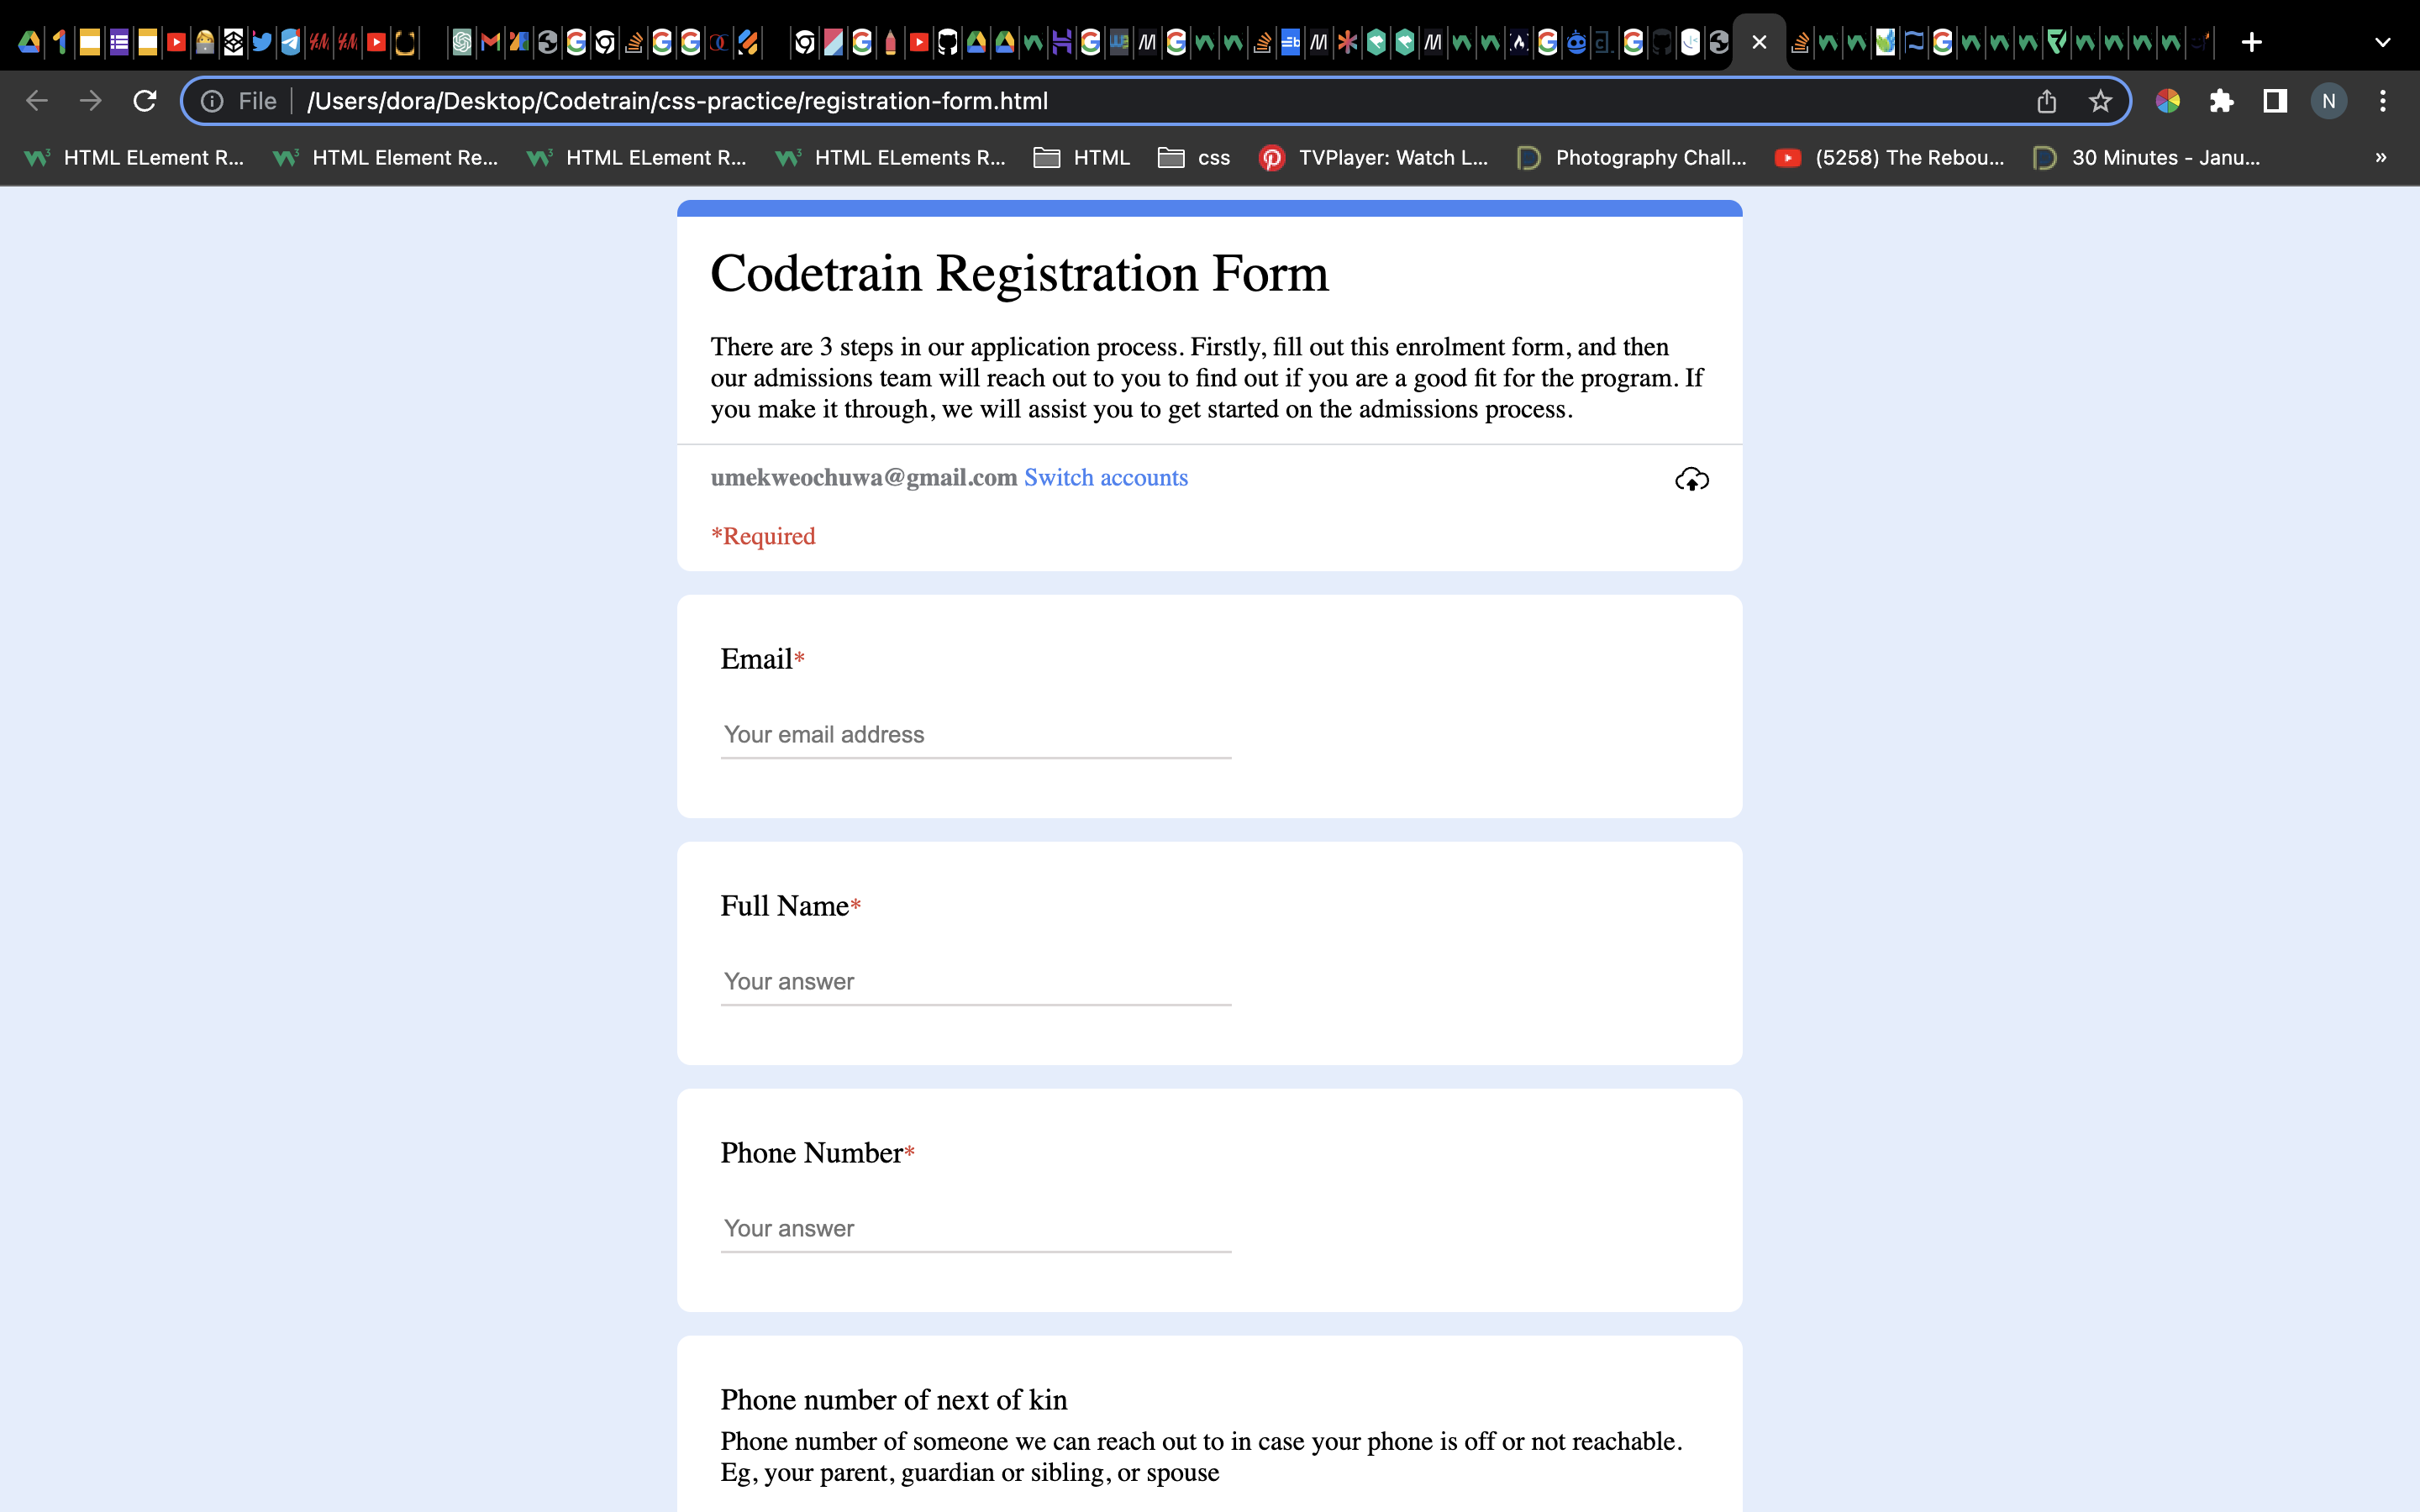 File | /Users/dora/Desktop/Codetrain/css-practice/registration-form.html
N
HTML ELement R...
HTML Element Re...
HTML ELement R...
HTML ELements R...
HTML
css
TVPlayer: Watch L...
Photography Chall...
(5258) The Rebou...
30 Minutes - Janu...
»
Codetrain Registration Form
There are 3 steps in our application process. Firstly, fill out this enrolment form, and then
our admissions team will reach out to you to find out if you are a good fit for the program. If
you make it through, we will assist you to get started on the admissions process.
umekweochuwa@gmail.com Switch accounts
*Required
Email*
Your email address
Full Name*
Your answer
Phone Number*
Your answer
Phone number of next of kin
Phone number of someone we can reach out to in case your phone is off or not reachable.
Eg, your parent, guardian or sibling, or spouse